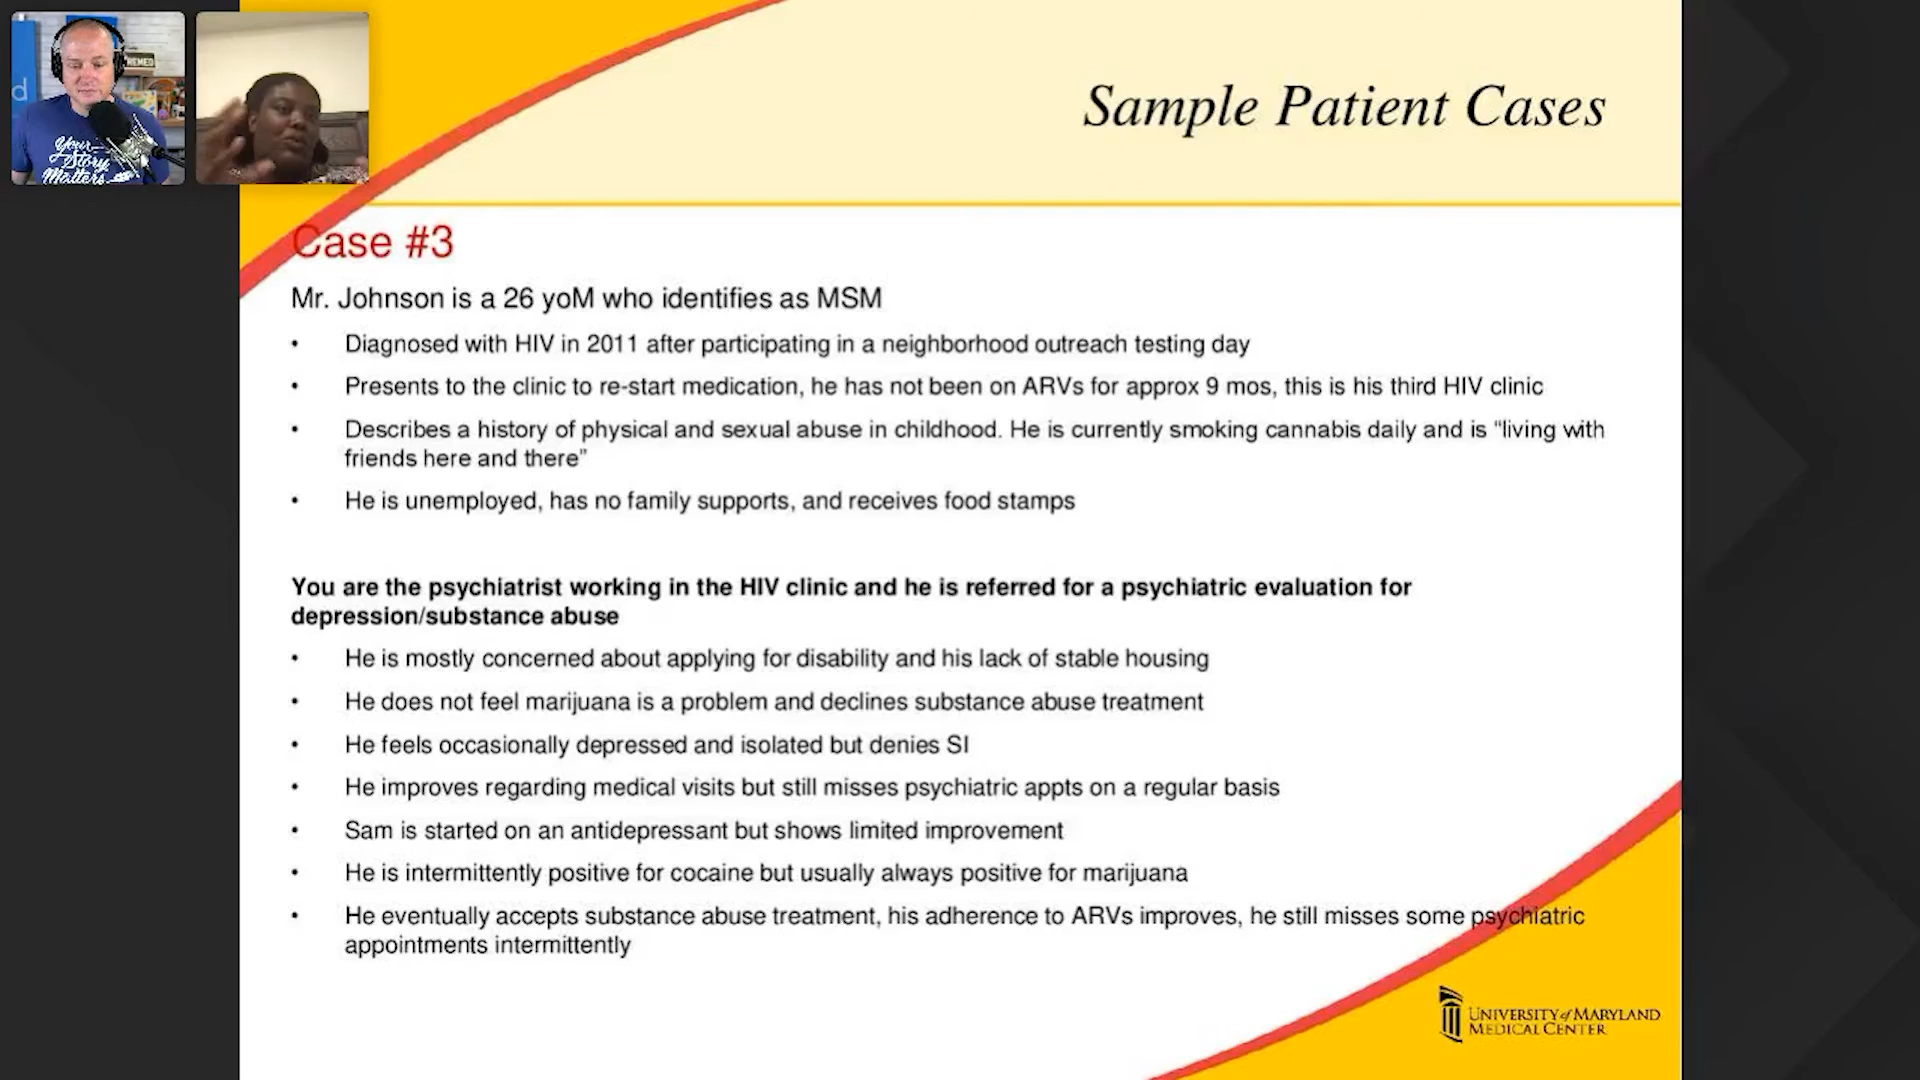 d
REMED
Your
Story
Matters
Sample Patient Cases
Case #3
Mr. Johnson is a 26 yoM who identifies as MSM
• Diagnosed with HIV in 2011 after participating in a neighborhood outreach testing day
• Presents to the clinic to re-start medication, he has not been on ARVs for approx 9 mos, this is his third HIV clinic
• Describes a history of physical and sexual abuse in childhood. He is currently smoking cannabis daily and is “living with
friends here and there”
• He is unemployed, has no family supports, and receives food stamps
You are the psychiatrist working in the HIV clinic and he is referred for a psychiatric evaluation for
depression/substance abuse
• He is mostly concerned about applying for disability and his lack of stable housing
• He does not feel marijuana is a problem and declines substance abuse treatment
• He feels occasionally depressed and isolated but denies SI
• He improves regarding medical visits but still misses psychiatric appts on a regular basis
• Sam is started on an antidepressant but shows limited improvement
• He is intermittently positive for cocaine but usually always positive for marijuana
• He eventually accepts substance abuse treatment, his adherence to ARVs improves, he still misses some psychiatric
appointments intermittently
UNIVERSITY of MARYLAND
MEDICAL CENTER